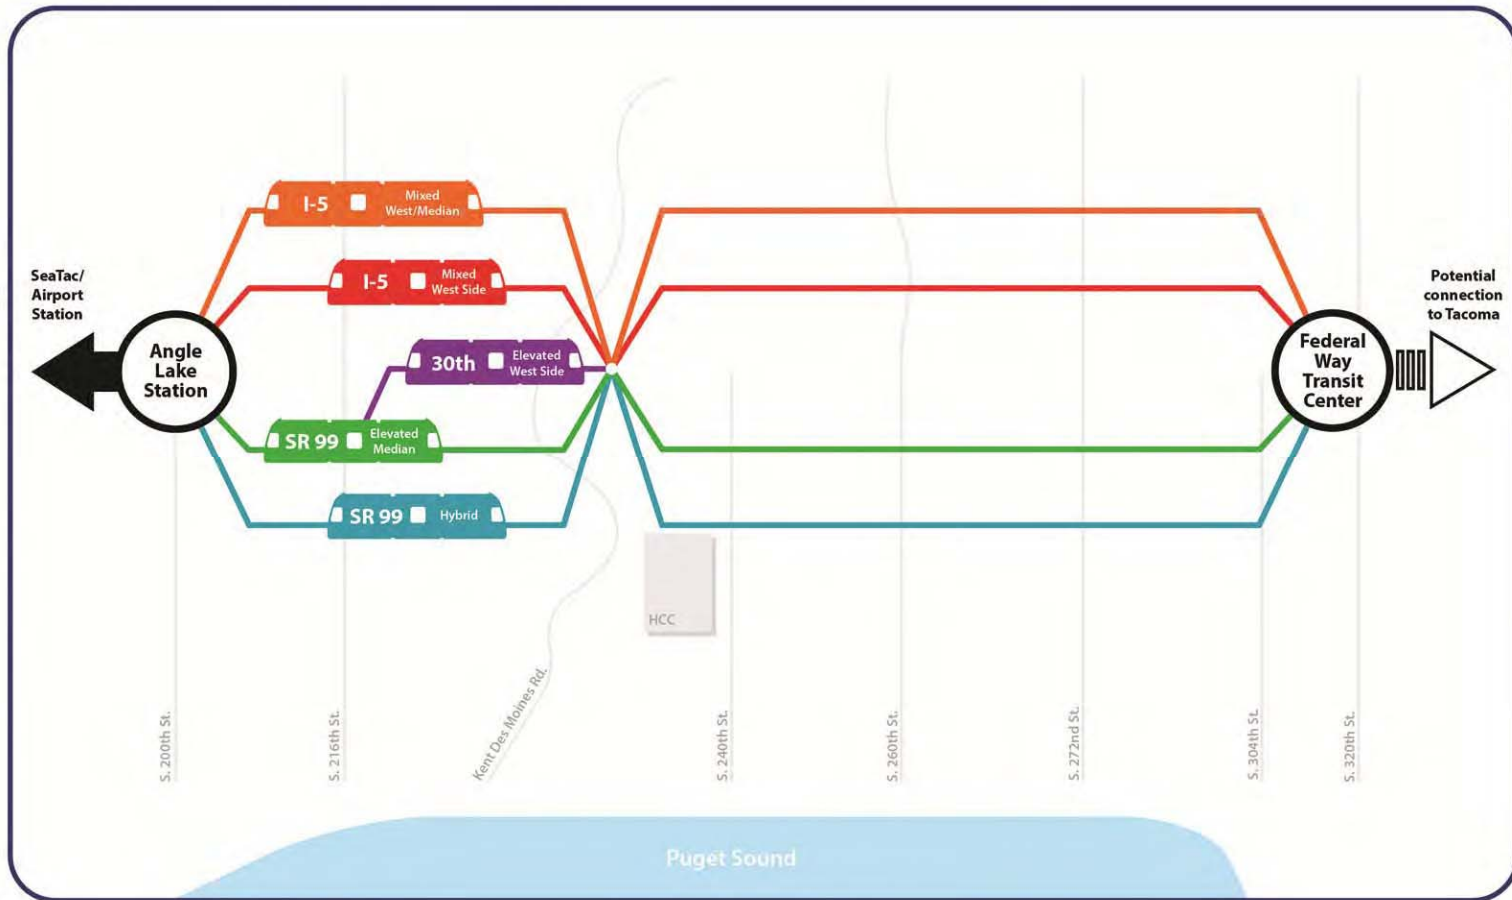 I-5
Mixed
West/Median
SeaTac/
Airport
Station
I-5
Mixed
West Side
Potential
connection
to Tacoma
Angle
Lake
Station
30th
Elevated
West Side
Federal
Way
Transit
Center
SR 99
Elevated
Median
SR 99
Hybrid
HCC
S. 200th St.
S. 216th St.
Kent Des Moines Rd.
S. 240th St.
S. 260th St.
S. 272nd St.
S. 304th St.
S. 320th St.
Puget Sound